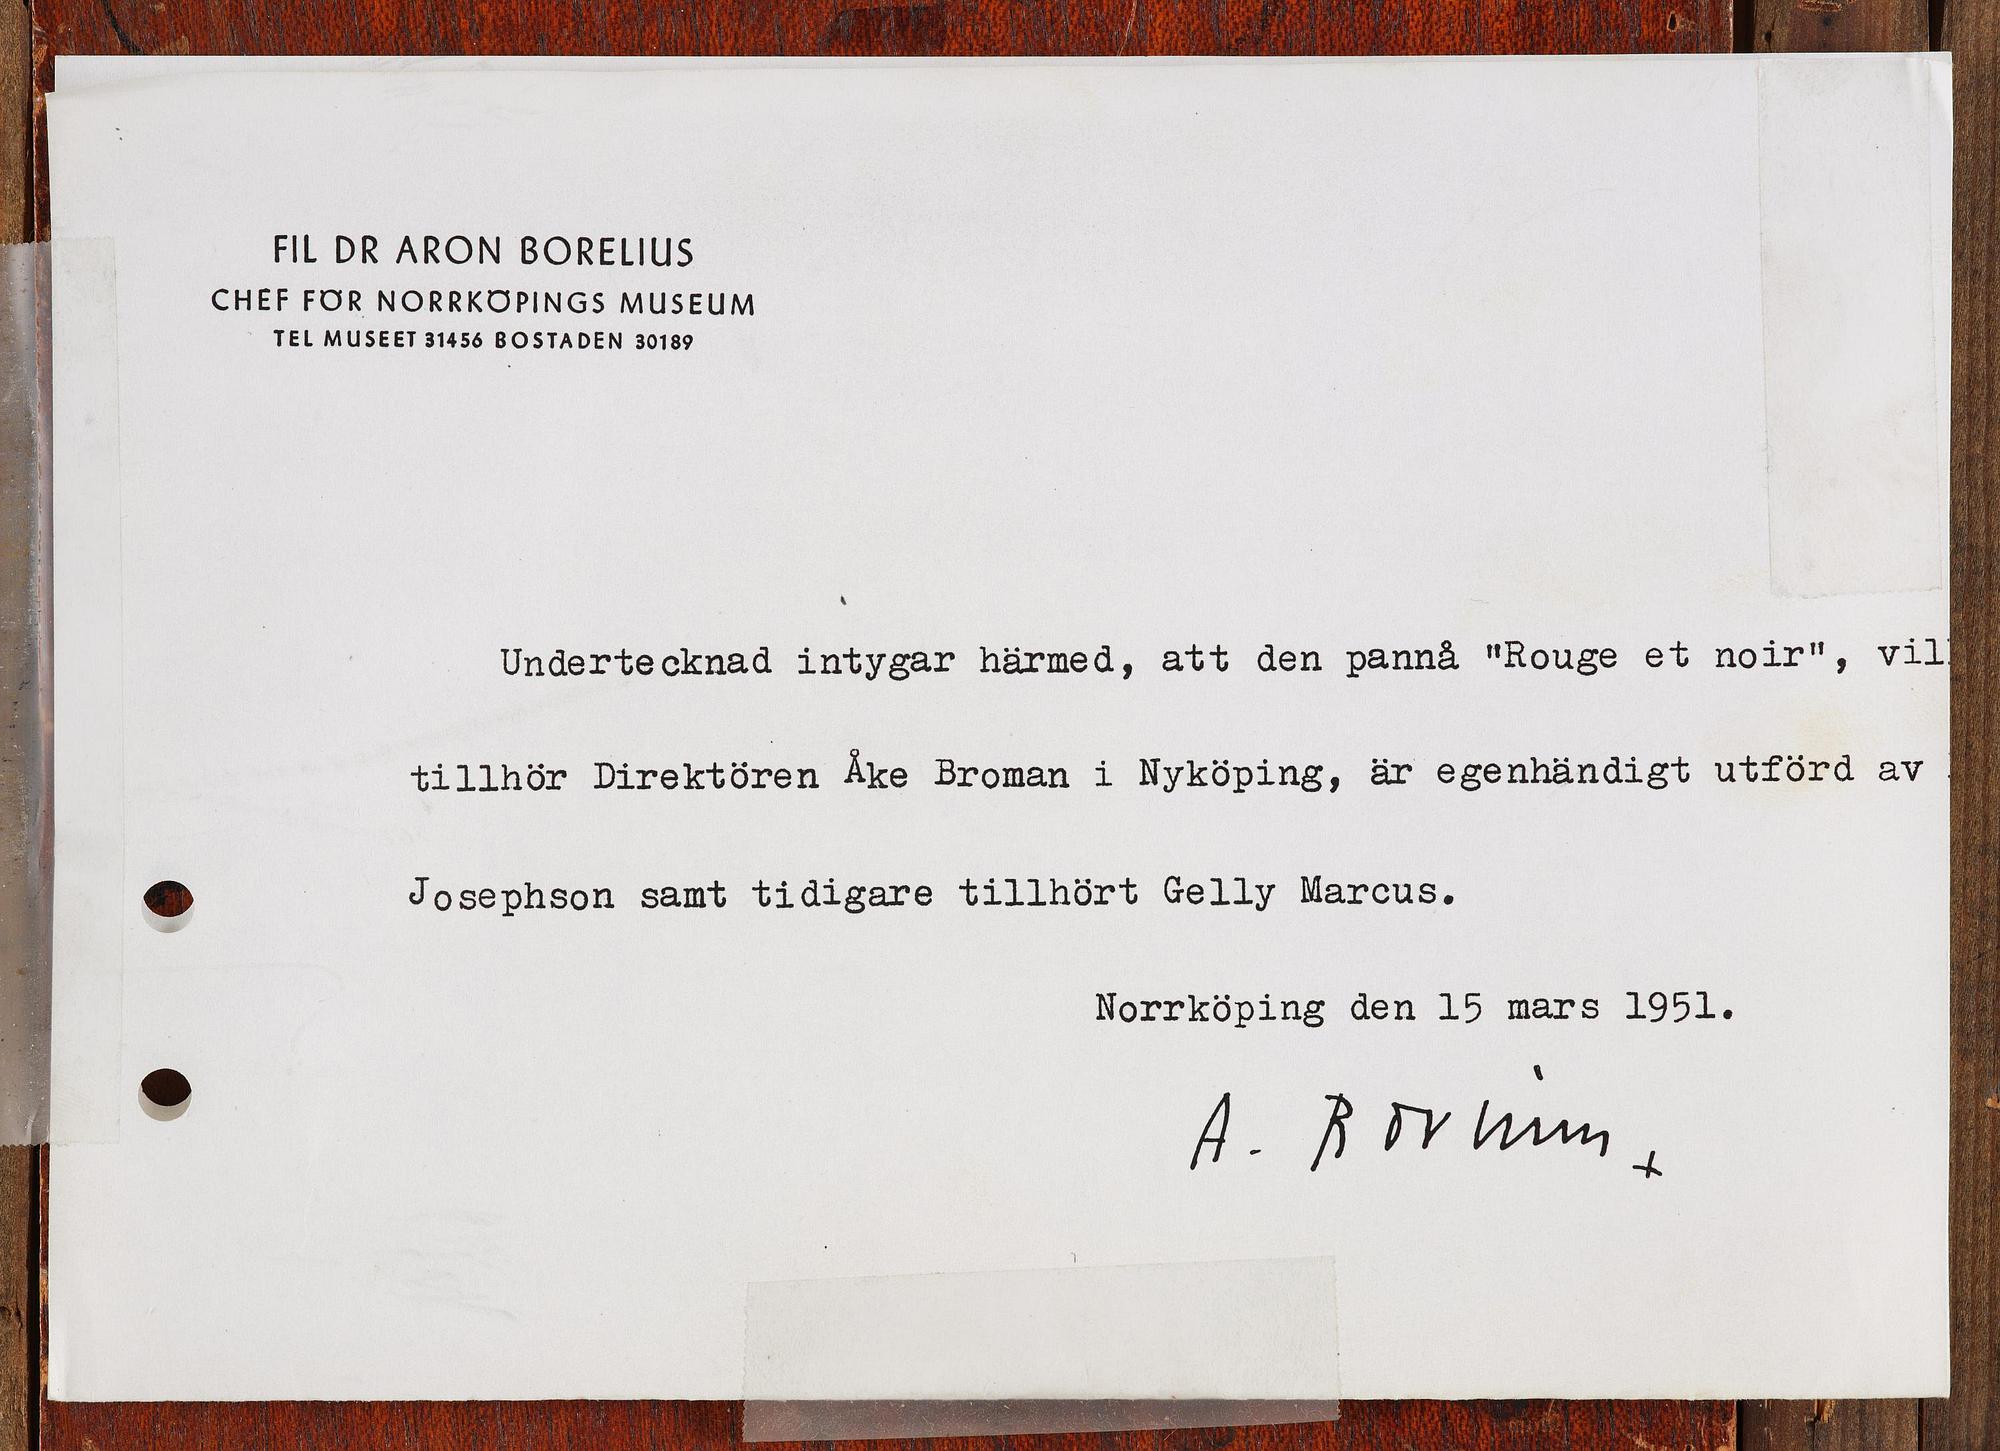 FIL DR ARON BORELIUS
CHEF FÖR NORRKÖPINGS MUSEUM
TEL MUSEET 31456 BOSTADEN 30189
Undertecknad intygar härmed, att den pannå "Rouge et noir",
tillhör Direktören Åke Broman i Nyköping, är egenhändigt utförd av
Josephson samt tidigare tillhört Gelly Marcus.
Norrköping den 15 mars 1951.
A. Borelius